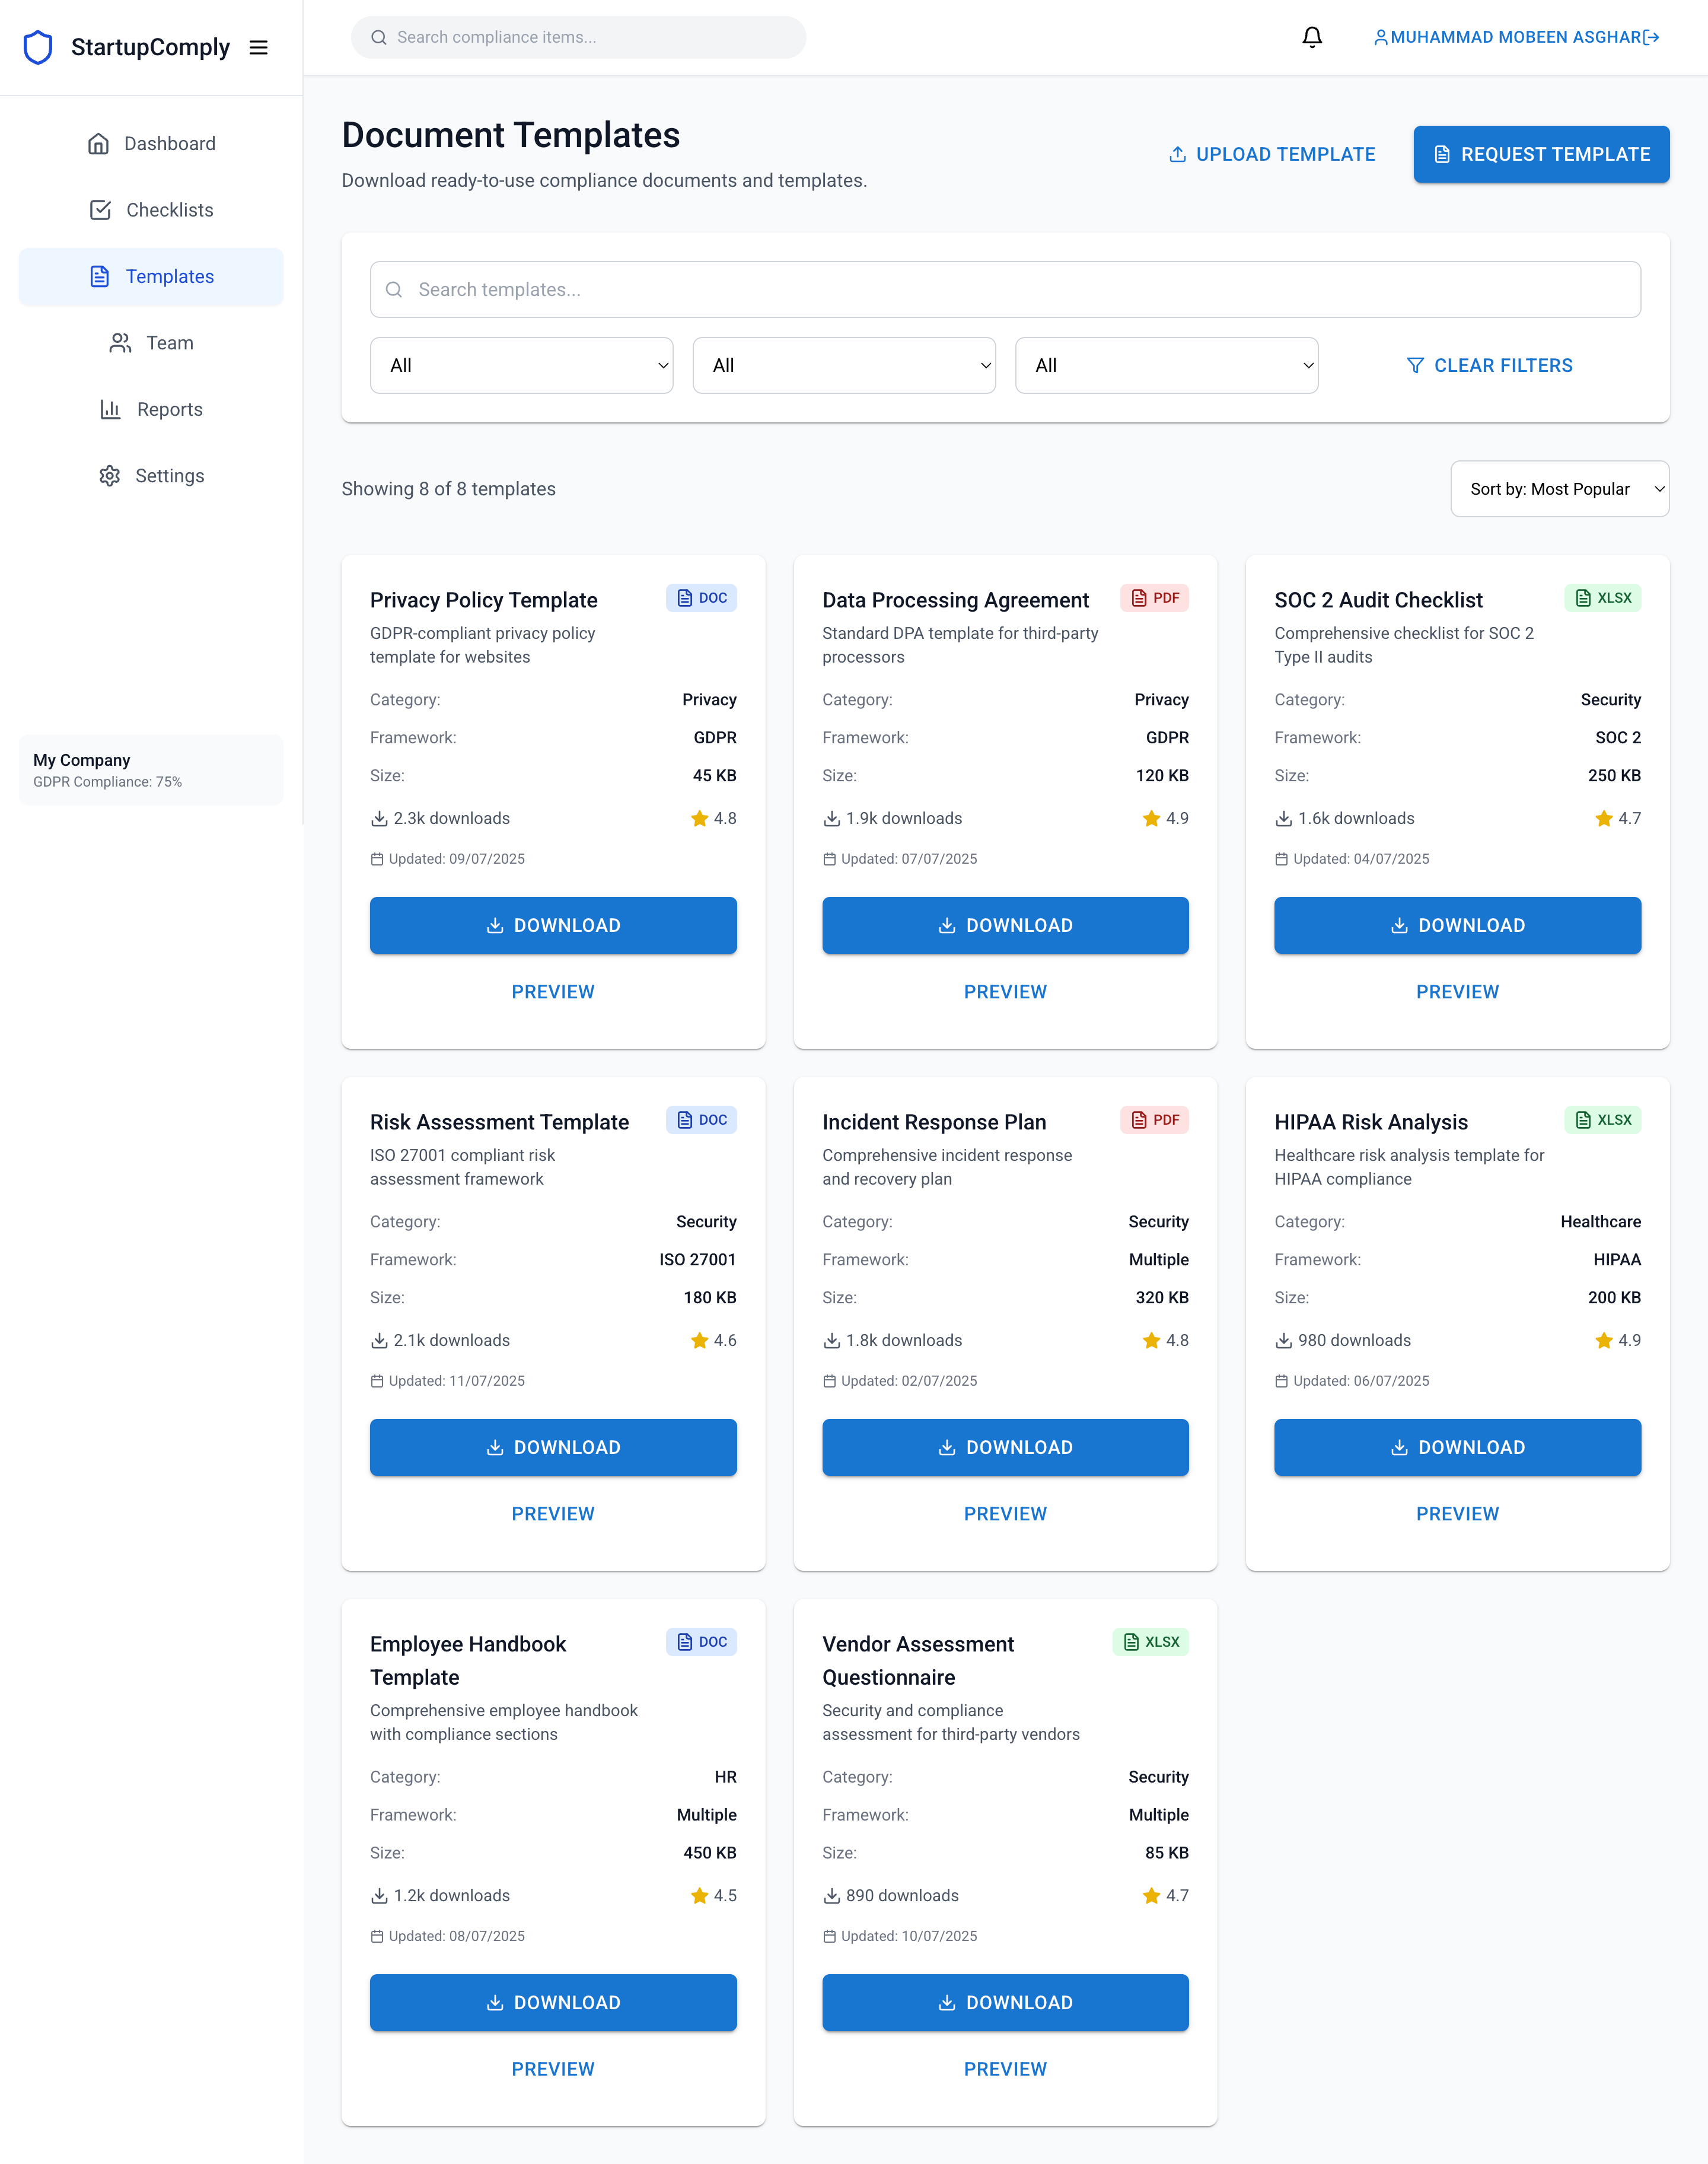 StartupComply
Search compliance items...
MUHAMMAD MOBEEN ASGHAR
Dashboard
Checklists
Templates
Team
Reports
Settings
My Company
GDPR Compliance: 75%
Document Templates
Download ready-to-use compliance documents and templates.
UPLOAD TEMPLATE
REQUEST TEMPLATE
Search templates...
All
All
All
CLEAR FILTERS
Showing 8 of 8 templates
Sort by: Most Popular
Privacy Policy Template
DOC
GDPR-compliant privacy policy
template for websites
Category: Privacy
Framework: GDPR
Size: 45 KB
2.3k downloads 4.8
Updated: 09/07/2025
DOWNLOAD
PREVIEW
Data Processing Agreement
PDF
Standard DPA template for third-party
processors
Category: Privacy
Framework: GDPR
Size: 120 KB
1.9k downloads 4.9
Updated: 07/07/2025
DOWNLOAD
PREVIEW
SOC 2 Audit Checklist
XLSX
Comprehensive checklist for SOC 2
Type II audits
Category: Security
Framework: SOC 2
Size: 250 KB
1.6k downloads 4.7
Updated: 04/07/2025
DOWNLOAD
PREVIEW
Risk Assessment Template
DOC
ISO 27001 compliant risk
assessment framework
Category: Security
Framework: ISO 27001
Size: 180 KB
2.1k downloads 4.6
Updated: 11/07/2025
DOWNLOAD
PREVIEW
Incident Response Plan
PDF
Comprehensive incident response
and recovery plan
Category: Security
Framework: Multiple
Size: 320 KB
1.8k downloads 4.8
Updated: 02/07/2025
DOWNLOAD
PREVIEW
HIPAA Risk Analysis
XLSX
Healthcare risk analysis template for
HIPAA compliance
Category: Healthcare
Framework: HIPAA
Size: 200 KB
980 downloads 4.9
Updated: 06/07/2025
DOWNLOAD
PREVIEW
Employee Handbook
Template
DOC
Comprehensive employee handbook
with compliance sections
Category: HR
Framework: Multiple
Size: 450 KB
1.2k downloads 4.5
Updated: 08/07/2025
DOWNLOAD
PREVIEW
Vendor Assessment
Questionnaire
XLSX
Security and compliance
assessment for third-party vendors
Category: Security
Framework: Multiple
Size: 85 KB
890 downloads 4.7
Updated: 10/07/2025
DOWNLOAD
PREVIEW